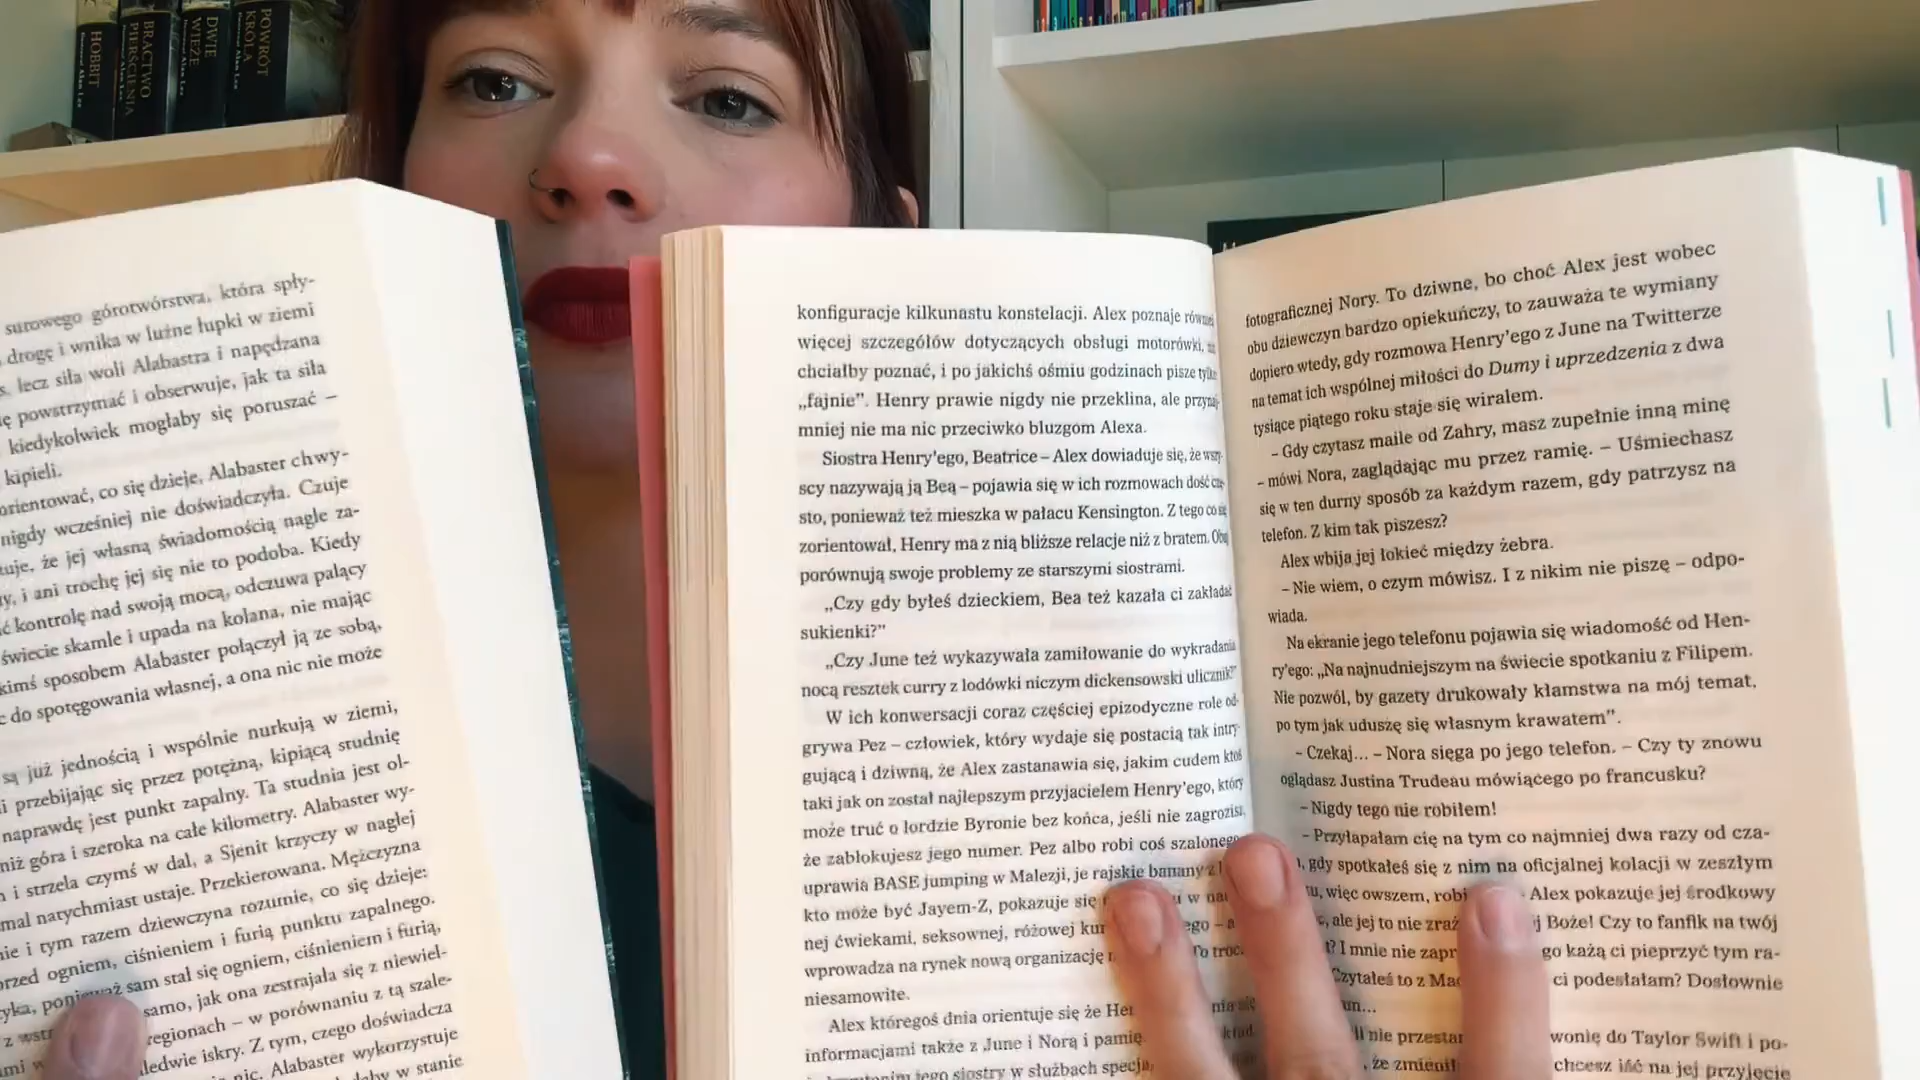 HOBBIT
Ilustrował Alan Lee
BRACTWO PIERŚCIENIA
Ilustrował Alan Lee
DWIE WIEŻE
Ilustrował Alan Lee
POWRÓT KRÓLA
Ilustrował Alan Lee
surowego górotwórstwa, która spły-
drogę i wnika w luźne łupki w ziemi
lecz siła woli Alabastra i napędzana
powstrzymać i obserwuje, jak ta siła
kiedykolwiek mogłaby się poruszać –
kipieli.
orientować, co się dzieje, Alabaster chwy-
nigdy wcześniej nie doświadczyła. Czuje
że jej własną świadomością nagle za-
i ani trochę jej się nie to podoba. Kiedy
kontrolę nad swoją mocą, odczuwa palący
świecie skamle i upada na kolana, nie mając
sposobem Alabaster połączył ją ze sobą,
do spotęgowania własnej, a ona nic nie może
są już jednością i wspólnie nurkują w ziemi,
przebijając się przez potężną, kipiącą studnię
naprawdę jest punkt zapalny. Ta studnia jest ol-
niż góra i szeroka na całe kilometry. Alabaster wy-
i strzela czymś w dal, a Sjenit krzyczy w nagłej
natychmiast ustaje. Przekierowana. Mężczyzna
i tym razem dziewczyna rozumie, co się dzieje:
przed ogniem, ciśnieniem i furią punktu zapalnego.
ponieważ sam stał się ogniem, ciśnieniem i furią,
samo, jak ona zestrajała się z niewiel-
regionach – w porównaniu z tą szale-
ledwie iskry. Z tym, czego doświadcza
nic. Alabaster wykorzystuje
w stanie
konfiguracje kilkunastu konstelacji. Alex poznaje
więcej szczegółów dotyczących obsługi motorówki,
chciałby poznać, i po jakichś ośmiu godzinach pisze
„fajnie”. Henry prawie nigdy nie przeklina, ale
mniej nie ma nic przeciwko bluzgom Alexa.
Siostra Henry'ego, Beatrice – Alex dowiaduje się, że
scy nazywają ją Bea – pojawia się w ich rozmowach dość
sto, ponieważ też mieszka w pałacu Kensington. Z tego co się
zorientował, Henry ma z nią bliższe relacje niż z bratem.
porównują swoje problemy ze starszymi siostrami.
„Czy gdy byłeś dzieckiem, Bea też kazała ci zakładać
sukienki?”
„Czy June też wykazywała zamiłowanie do wykradania
nocą resztek curry z lodówki niczym dickensowski ulicznik?”
W ich konwersacji coraz częściej epizodyczne role od-
grywa Pez – człowiek, który wydaje się postacią tak intry-
gującą i dziwną, że Alex zastanawia się, jakim cudem ktoś
taki jak on został najlepszym przyjacielem Henry'ego, który
może truć o lordzie Byronie bez końca, jeśli nie zagrozisz,
że zablokujesz jego numer. Pez albo robi coś szalonego
uprawia BASE jumping w Malezji, je rajskie banany z
kto może być Jayem-Z, pokazuje się
nej ćwiekami, seksownej, różowej
wprowadza na rynek nową organizację
niesamowite.
Alex któregoś dnia orientuje się że
informacjami także z June i Norą i
jego siostry w służbach
fotograficznej Nory. To dziwne, bo choć Alex jest wobec
obu dziewczyn bardzo opiekuńczy, to zauważa te wymiany
dopiero wtedy, gdy rozmowa Henry'ego z June na Twitterze
na temat ich wspólnej miłości do Dumy i uprzedzenia z dwa
tysiące piątego roku staje się wiralem.
– Gdy czytasz maile od Zahry, masz zupełnie inną minę
– mówi Nora, zaglądając mu przez ramię. – Uśmiechasz
się w ten durny sposób za każdym razem, gdy patrzysz na
telefon. Z kim tak piszesz?
Alex wbija jej łokieć między żebra.
– Nie wiem, o czym mówisz. I z nikim nie piszę – odpo-
wiada.
Na ekranie jego telefonu pojawia się wiadomość od Hen-
ry'ego: „Na najnudniejszym na świecie spotkaniu z Filipem.
Nie pozwól, by gazety drukowały kłamstwa na mój temat,
po tym jak uduszę się własnym krawatem”.
– Czekaj... – Nora sięga po jego telefon. – Czy ty znowu
oglądasz Justina Trudeau mówiącego po francusku?
– Nigdy tego nie robiłem!
– Przyłapałam cię na tym co najmniej dwa razy od cza-
gdy spotkałeś się z nim na oficjalnej kolacji w zeszłym
więc owszem, Alex pokazuje jej środkowy
ale jej to nie Boże! Czy to fanfik na twój
I mnie nie każą ci pieprzyć tym ra-
Czytałeś to z ci podesłałam? Dosłownie
nie do Taylor Swift i po-
że chcesz iść na jej przyjęcie